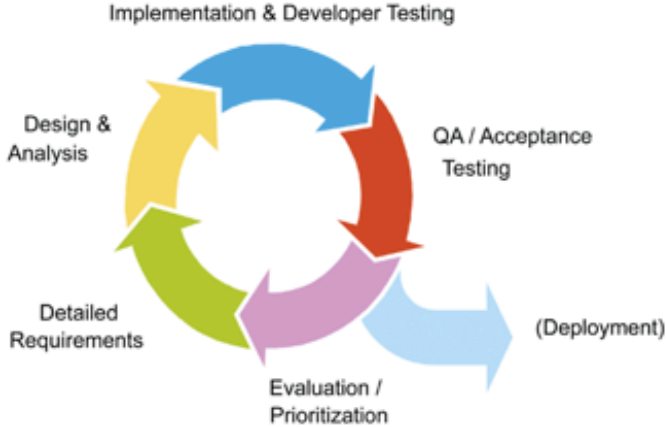 Implementation & Developer Testing
Design &
Analysis
QA / Acceptance
Testing
Detailed
Requirements
(Deployment)
Evaluation /
Prioritization